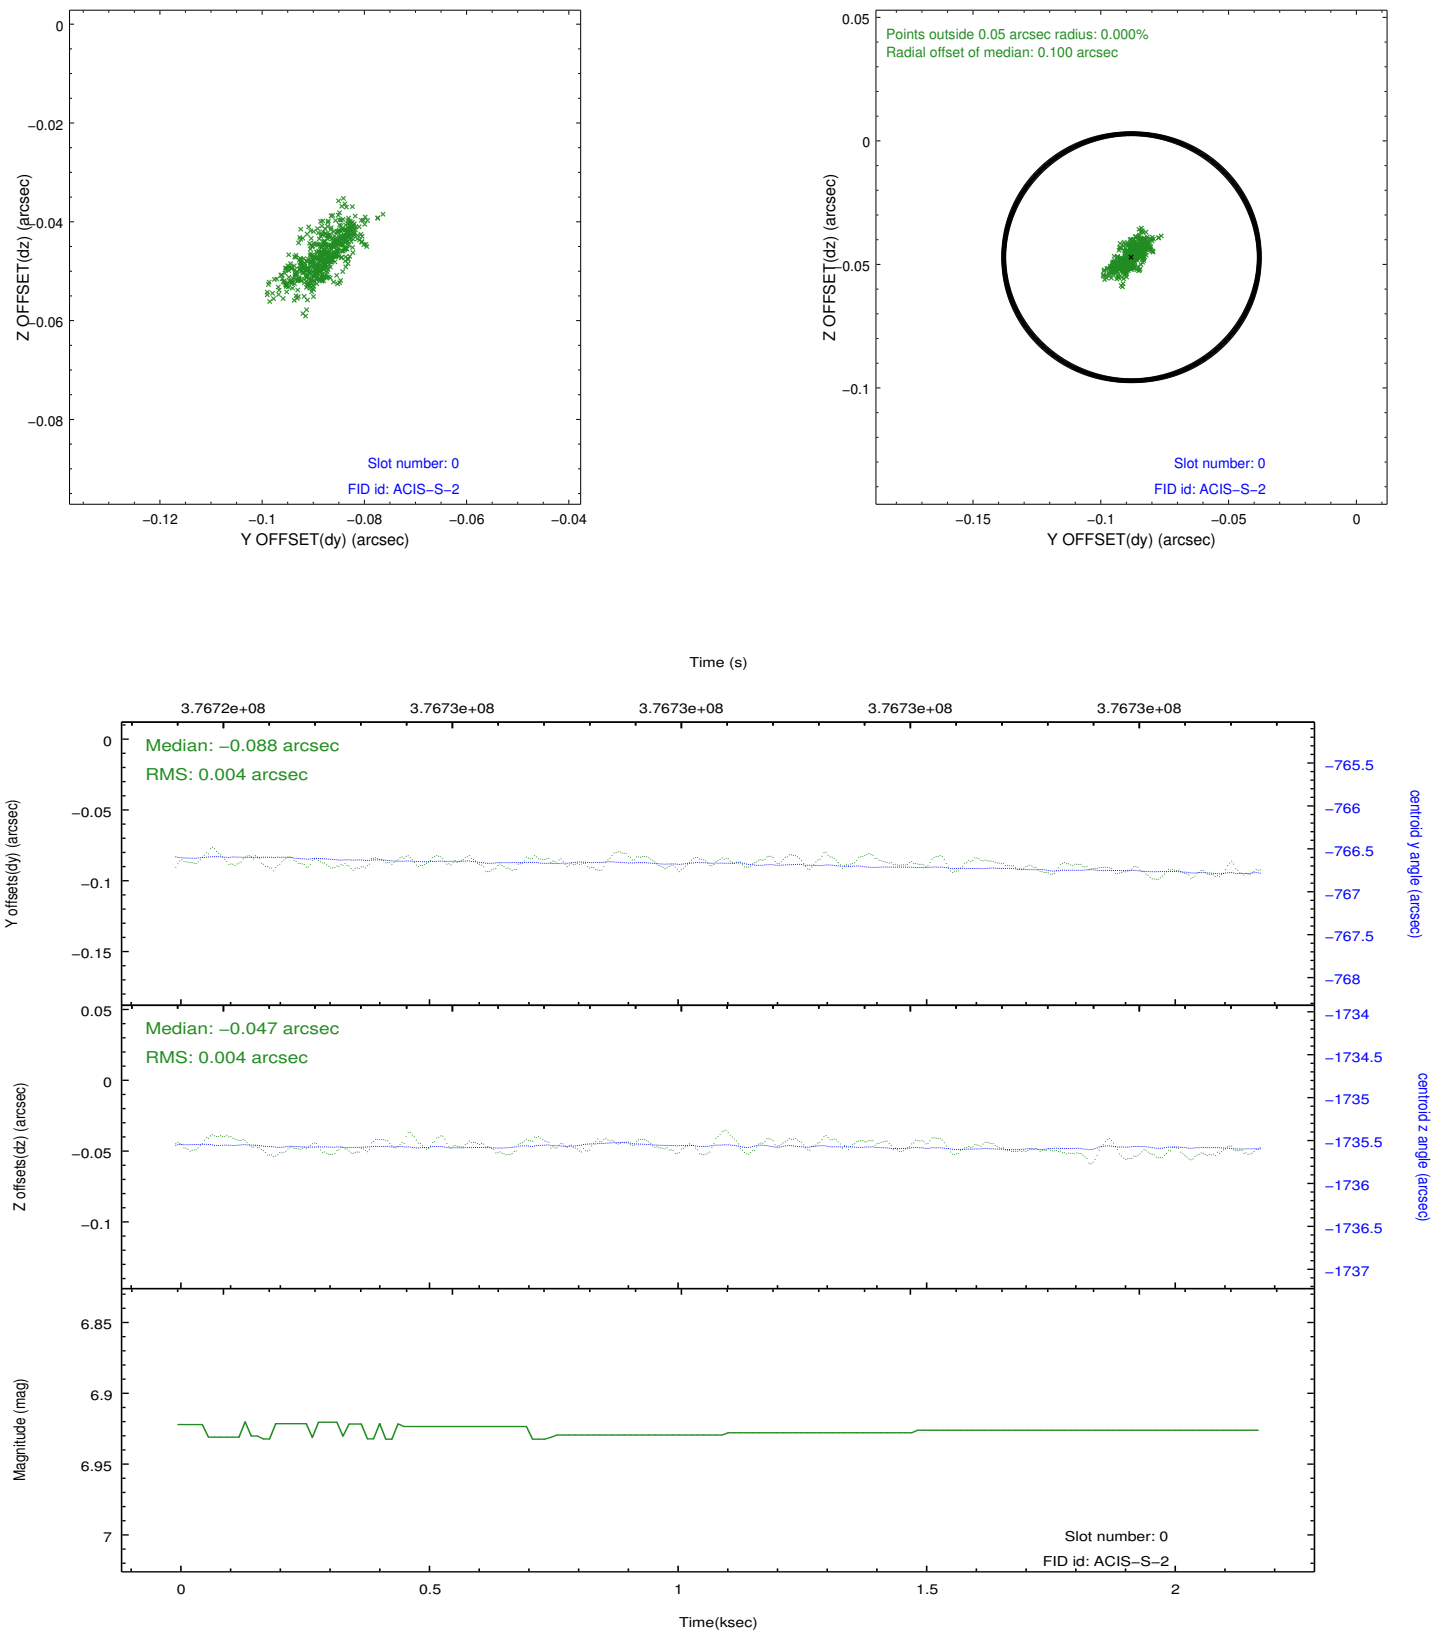 0
−0.02
−0.04
−0.06
−0.08
Z OFFSET(dz) (arcsec)
Slot number: 0
FID id: ACIS−S−2
−0.12
−0.1
−0.08
−0.06
−0.04
Y OFFSET(dy) (arcsec)
0.05
0
−0.05
−0.1
Z OFFSET(dz) (arcsec)
Points outside 0.05 arcsec radius: 0.000%
Radial offset of median: 0.100 arcsec
Slot number: 0
FID id: ACIS−S−2
−0.15
−0.1
−0.05
0
Y OFFSET(dy) (arcsec)
Time (s)
3.7672e+08
3.7673e+08
3.7673e+08
3.7673e+08
3.7673e+08
Y offsets(dy) (arcsec)
0
−0.05
−0.1
−0.15
Median: −0.088 arcsec
RMS: 0.004 arcsec
−765.5
−766
−766.5
−767
−767.5
−768
centroid y angle (arcsec)
Z offsets(dz) (arcsec)
0.05
0
−0.05
−0.1
Median: −0.047 arcsec
RMS: 0.004 arcsec
−1734
−1734.5
−1735
−1735.5
−1736
−1736.5
−1737
centroid z angle (arcsec)
Magnitude (mag)
6.85
6.9
6.95
7
Slot number: 0
FID id: ACIS−S−2
0
0.5
1
1.5
2
Time(ksec)